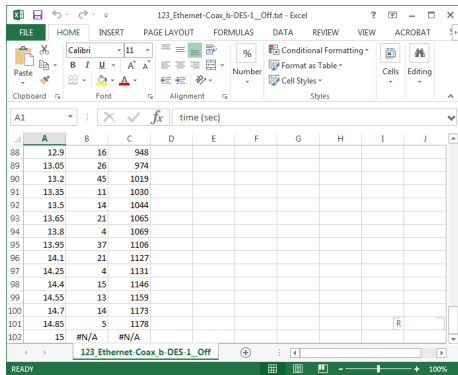 123_Ethernet-Coax_b-DES-1__Off.txt - Excel
FILE HOME INSERT PAGE LAYOUT FORMULAS DATA REVIEW VIEW ACROBAT
Calibri 11
Paste B I U A A % Number Conditional Formatting Format as Table Cell Styles Cells Editing
Clipboard Font Alignment Styles
A1 fx time (sec)
A B C D E F G H I J
88 12.9 16 948
89 13.05 26 974
90 13.2 45 1019
91 13.35 11 1030
92 13.5 14 1044
93 13.65 21 1065
94 13.8 4 1069
95 13.95 37 1106
96 14.1 21 1127
97 14.25 4 1131
98 14.4 15 1146
99 14.55 13 1159
100 14.7 14 1173
101 14.85 5 1178 R
102 15 #N/A #N/A
123_Ethernet-Coax_b-DES-1__Off
READY 100%